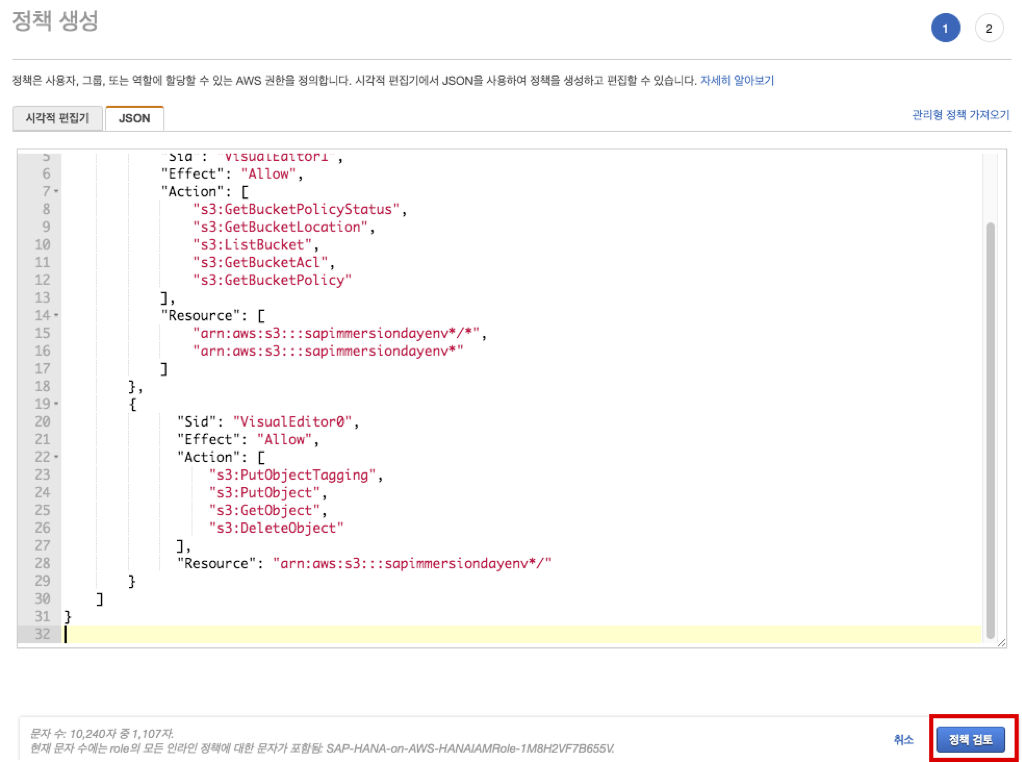 정책 생성
1 2
정책은 사용자, 그룹, 또는 역할에 할당할 수 있는 AWS 권한을 정의합니다. 시각적 편집기에서 JSON을 사용하여 정책을 생성하고 편집할 수 있습니다. 자세히 알아보기
시각적 편집기 JSON 관리형 정책 가져오기
5 "Sid": "VisualEditor1",
6 "Effect": "Allow",
7 "Action": [
8 "s3:GetBucketPolicyStatus",
9 "s3:GetBucketLocation",
10 "s3:ListBucket",
11 "s3:GetBucketAcl",
12 "s3:GetBucketPolicy"
13 ],
14 "Resource": [
15 "arn:aws:s3:::sapimmersiondayenv*/*",
16 "arn:aws:s3:::sapimmersiondayenv*"
17 ]
18 },
19 {
20 "Sid": "VisualEditor0",
21 "Effect": "Allow",
22 "Action": [
23 "s3:PutObjectTagging",
24 "s3:PutObject",
25 "s3:GetObject",
26 "s3:DeleteObject"
27 ],
28 "Resource": "arn:aws:s3:::sapimmersiondayenv*/"
29 }
30 ]
31 }
32
문자 수: 10,240자 중 1,107자.
현재 문자 수에는 role의 모든 인라인 정책에 대한 문자가 포함됨: SAP-HANA-on-AWS-HANAIAMRole-1M8H2VF7B655V.
취소 정책 검토